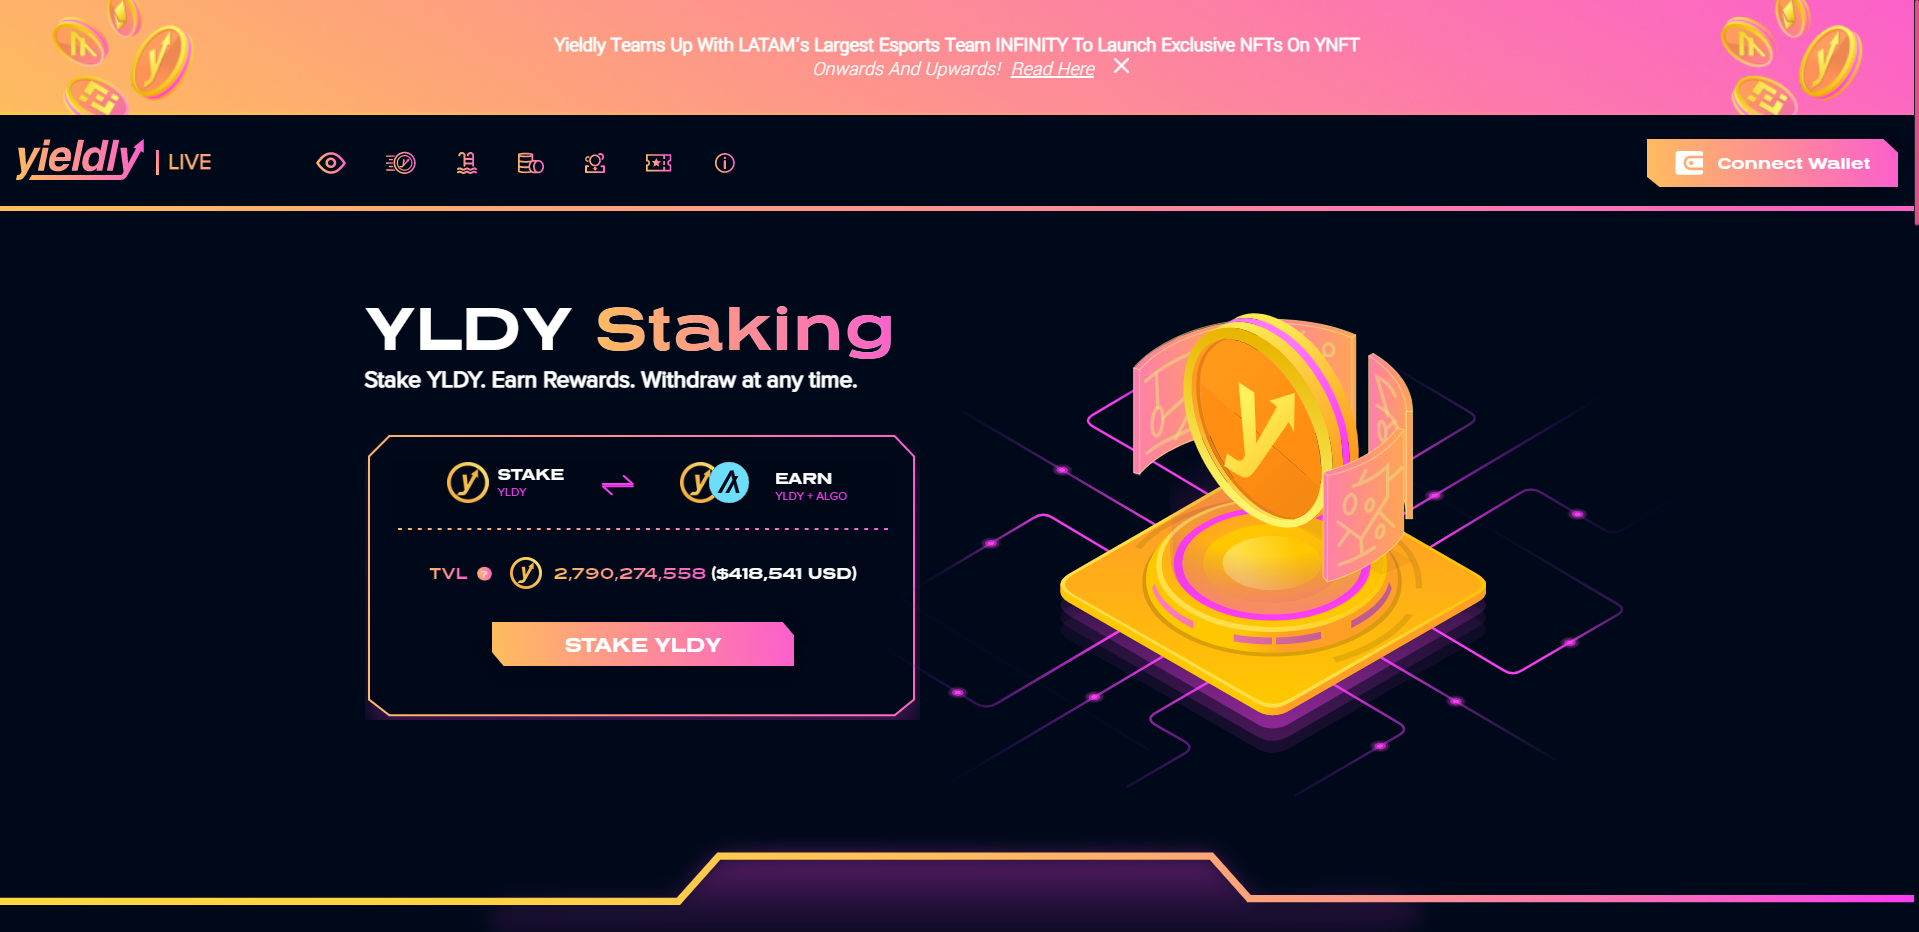 Yieldly Teams Up With LATAM's Largest Esports Team INFINITY To Launch Exclusive NFTs On YNFT
Onwards And Upwards! Read Here
yieldly | LIVE
Connect Wallet
YLDY Staking
Stake YLDY. Earn Rewards. Withdraw at any time.
STAKE
YLDY
EARN
YLDY + ALGO
TVL ? 2,790,274,558 ($418,541 USD)
STAKE YLDY